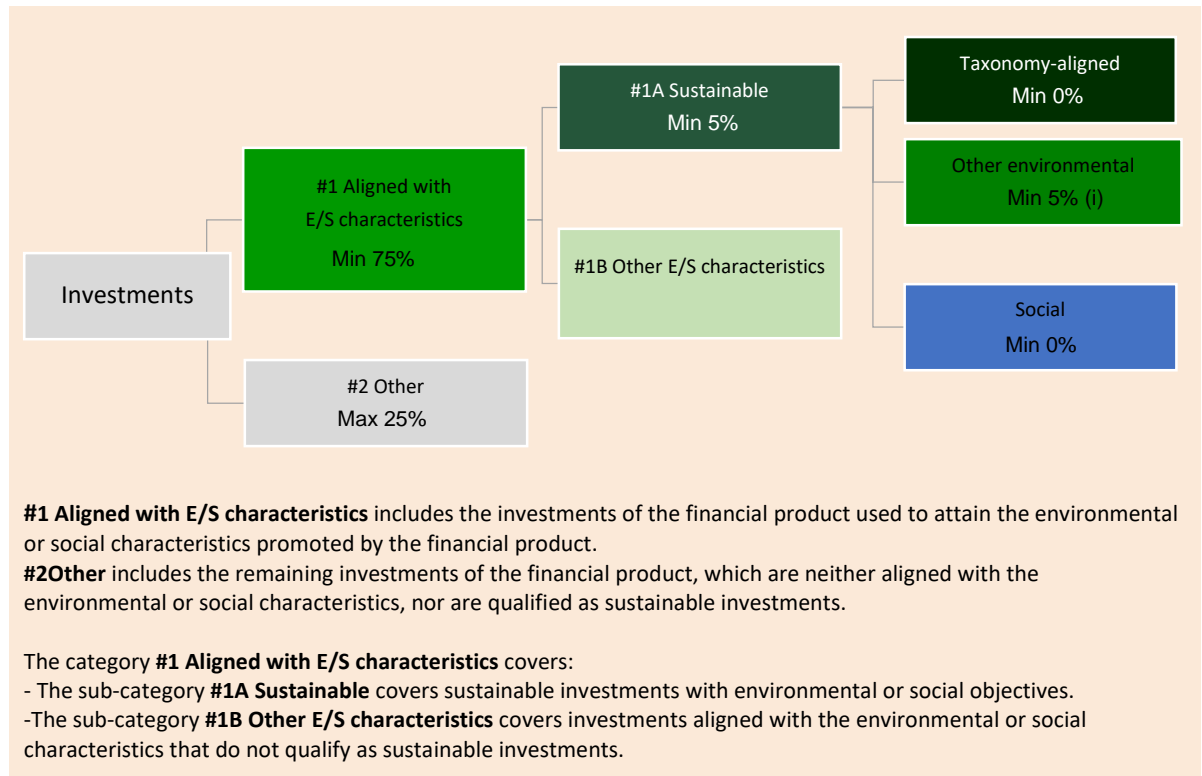 Investments
#1 Aligned with
E/S characteristics
Min 75%
#2 Other
Max 25%
#1A Sustainable
Min 5%
#1B Other E/S characteristics
Taxonomy-aligned
Min 0%
Other environmental
Min 5% (i)
Social
Min 0%
#1 Aligned with E/S characteristics includes the investments of the financial product used to attain the environmental
or social characteristics promoted by the financial product.
#2Other includes the remaining investments of the financial product, which are neither aligned with the
environmental or social characteristics, nor are qualified as sustainable investments.
The category #1 Aligned with E/S characteristics covers:
- The sub-category #1A Sustainable covers sustainable investments with environmental or social objectives.
-The sub-category #1B Other E/S characteristics covers investments aligned with the environmental or social
characteristics that do not qualify as sustainable investments.